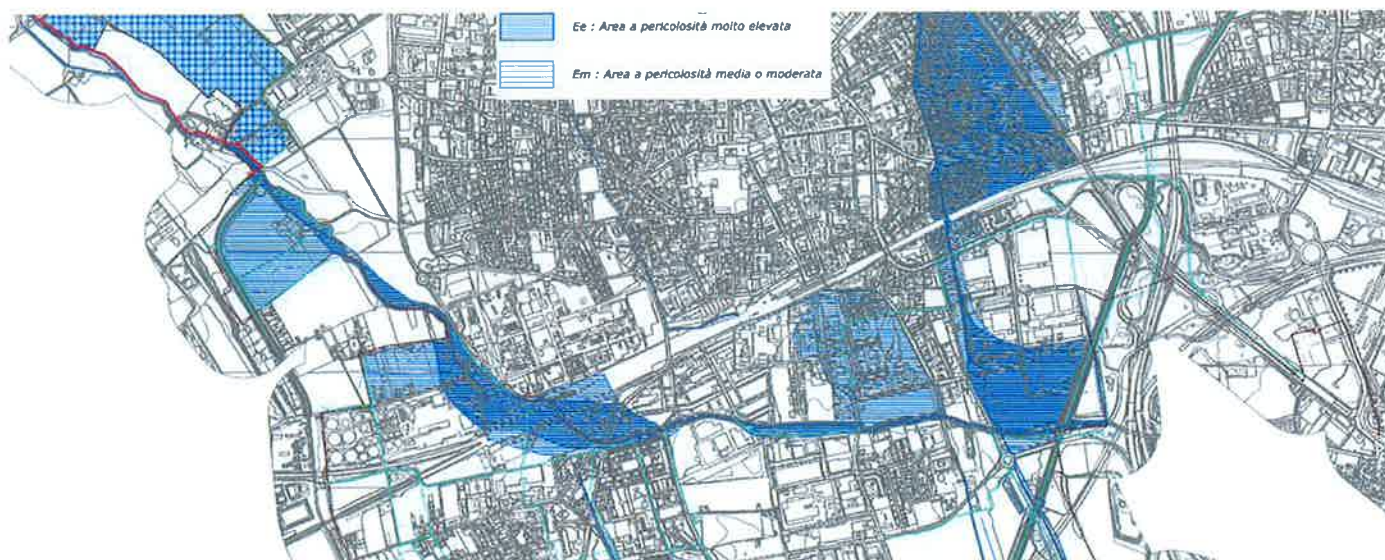 Ee : Area a pericolosità molto elevata
Em : Area a pericolosità media o moderata